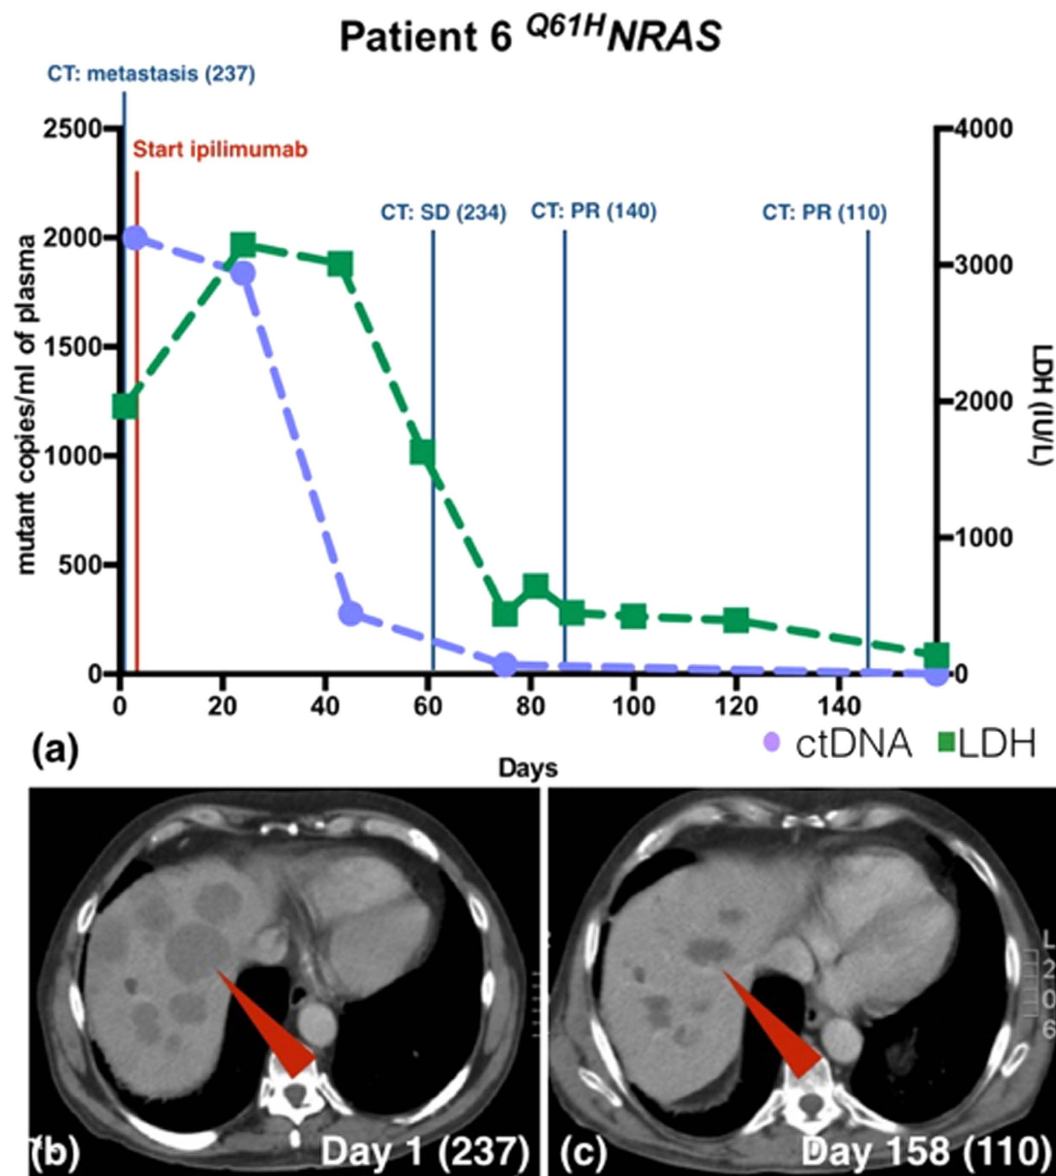 Patient 6 Q61HNRAS
CT: metastasis (237)
Start ipilimumab
CT: SD (234) CT: PR (140) CT: PR (110)
2500 4000
2000 3000
1500 2000
1000 1000
500
0 0
mutant copies/ml of plasma
LDH (IU/L)
0 20 40 60 80 100 120 140
Days
(a)
ctDNA LDH
(b) Day 1 (237)
(c) Day 158 (110)
L
2
0
6